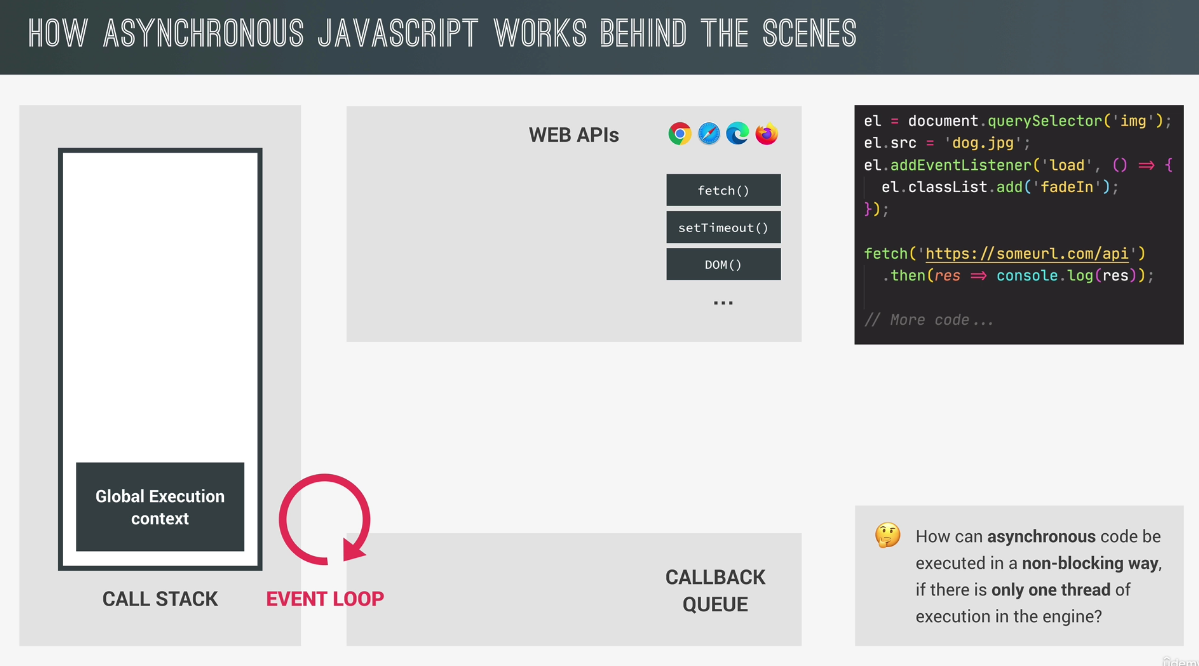 HOW ASYNCHRONOUS JAVASCRIPT WORKS BEHIND THE SCENES
Global Execution
context
CALL STACK
EVENT LOOP
WEB APIs
fetch()
setTimeout()
DOM()
...
CALLBACK
QUEUE
el = document.querySelector('img');
el.src = 'dog.jpg';
el.addEventListener('load', () => {
  el.classList.add('fadeIn');
});
fetch('https://someurl.com/api')
  .then(res => console.log(res));
// More code...
How can asynchronous code be
executed in a non-blocking way,
if there is only one thread of
execution in the engine?